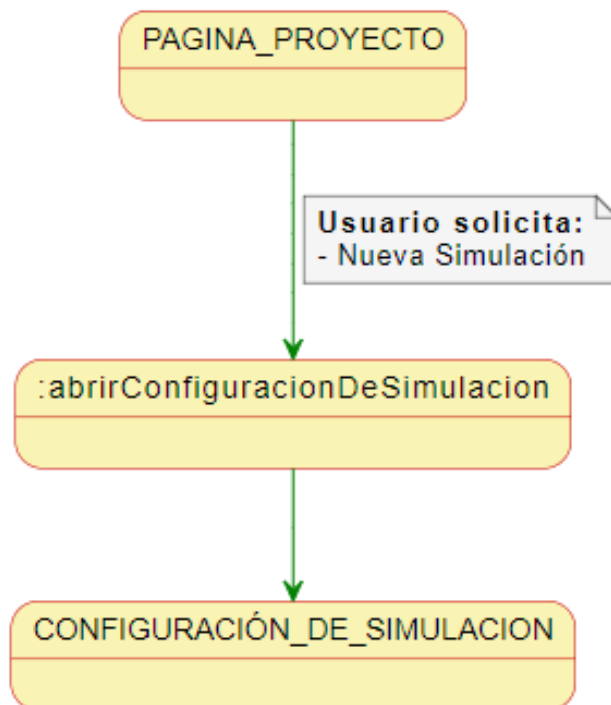 PAGINA_PROYECTO
Usuario solicita:
- Nueva Simulación
:abrirConfiguracionDeSimulacion
CONFIGURACIÓN_DE_SIMULACION